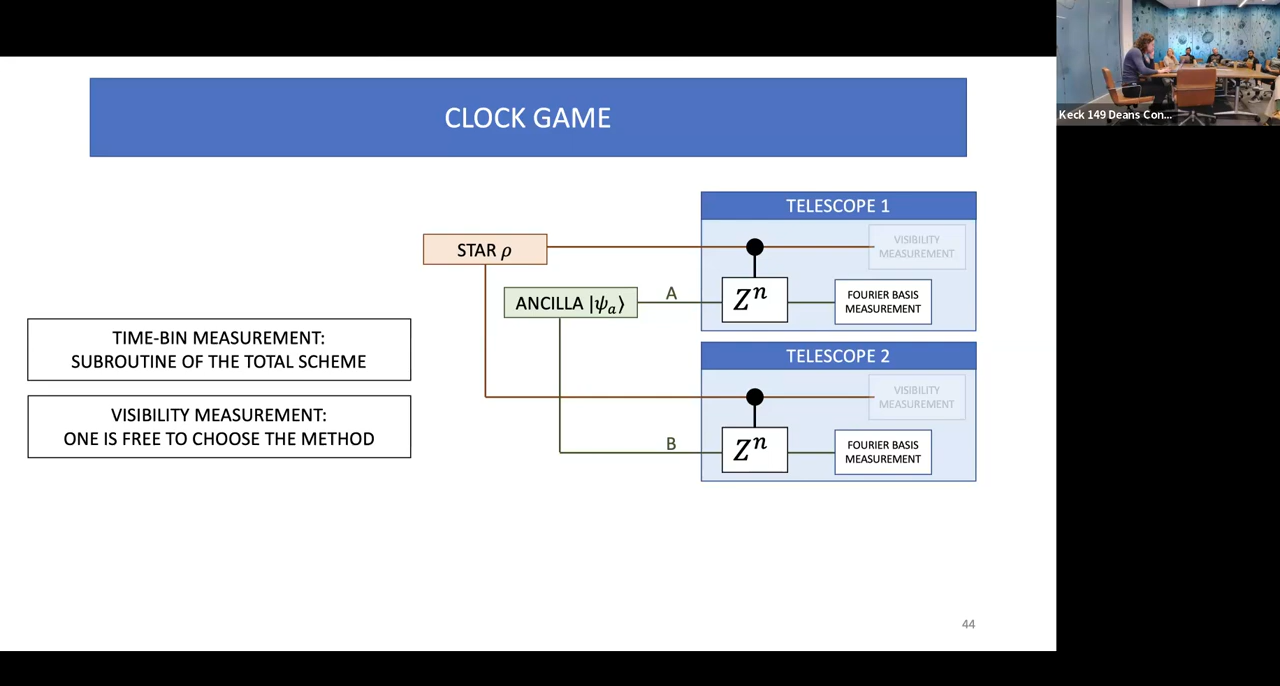 CLOCK GAME
Keck 149 Deans Con...
TELESCOPE 1
STAR ρ
VISIBILITY
MEASUREMENT
ANCILLA |ψₐ⟩
A
Zⁿ
FOURIER BASIS
MEASUREMENT
TELESCOPE 2
VISIBILITY
MEASUREMENT
B
Zⁿ
FOURIER BASIS
MEASUREMENT
TIME-BIN MEASUREMENT:
SUBROUTINE OF THE TOTAL SCHEME
VISIBILITY MEASUREMENT:
ONE IS FREE TO CHOOSE THE METHOD
44